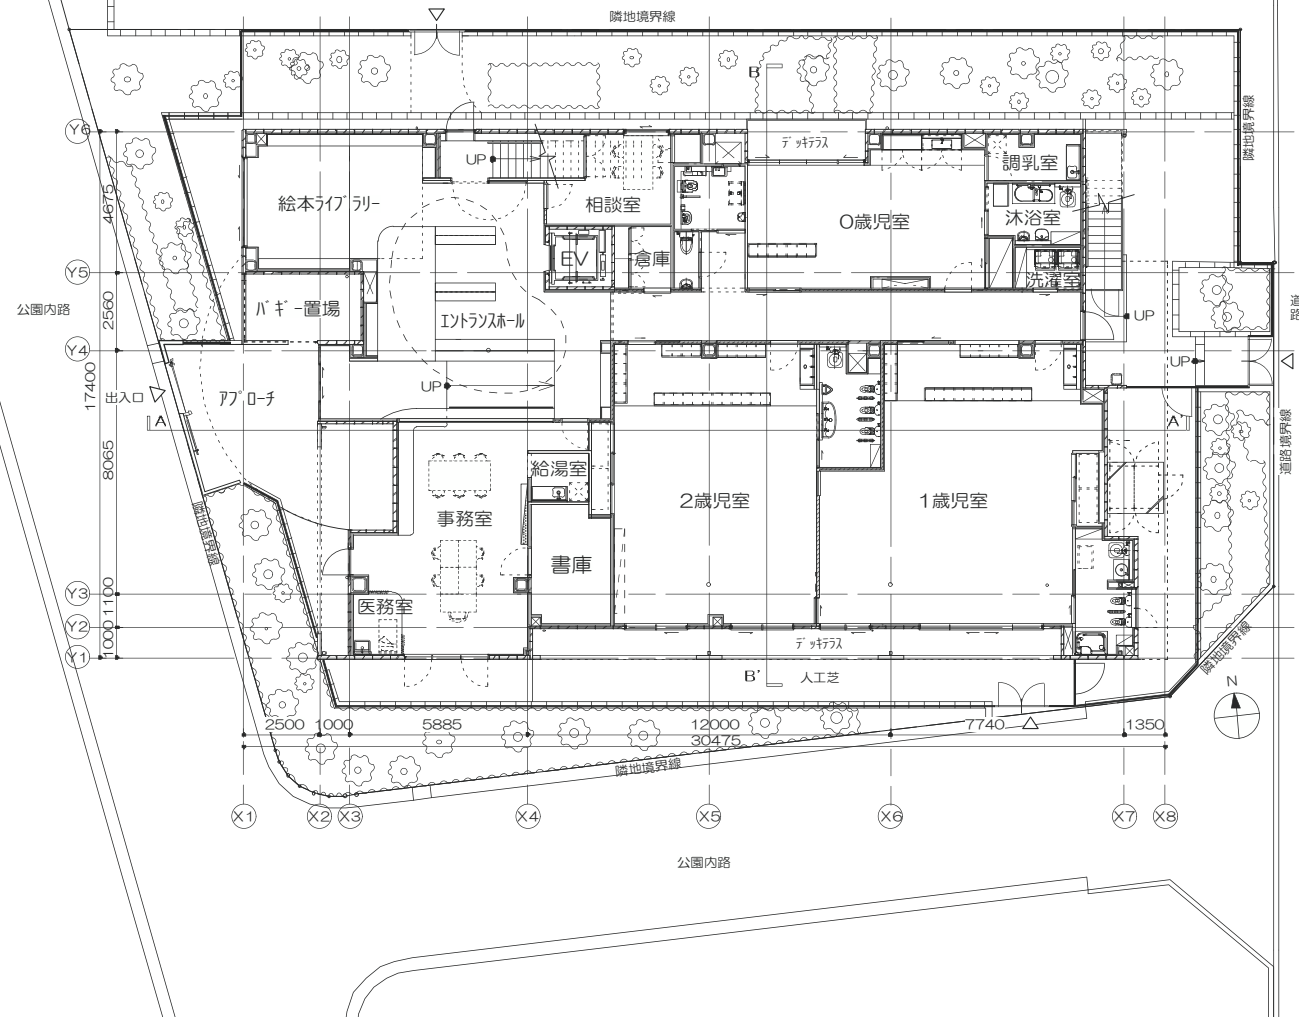 隣地境界線
B
Y6
デッキテラス
隣地境界線
UP
調乳室
絵本ライブラリー
相談室
0歳児室
沐浴室
4675
EV
倉庫
Y5
洗濯室
公園内路
バギー置場
エントランスホール
2560
UP
道路
Y4
UP
17400
出入口
アプローチ
UP
A
A'
道路境界線
8065
給湯室
2歳児室
1歳児室
事務室
隣地境界線
書庫
Y3
1100
医務室
Y2
1000
デッキテラス
Y1
隣地境界線
B'
人工芝
N
2500
1000
5885
12000
7740
1350
30475
隣地境界線
X1
X2
X3
X4
X5
X6
X7
X8
公園内路